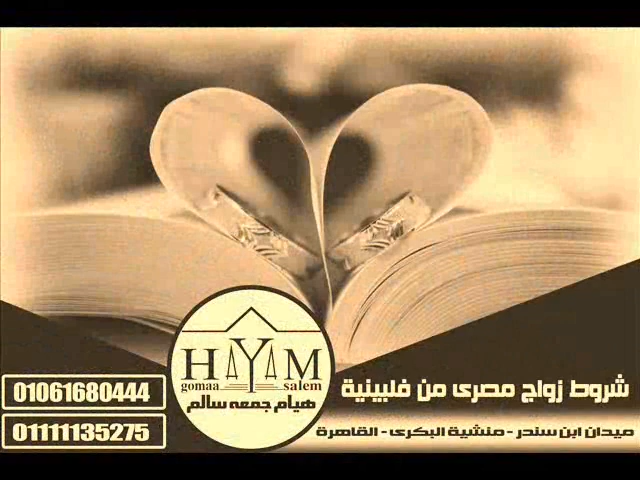 HAYAM
gomaa salem
هيام جمعه سالم
01061680444
01111135275
شروط زواج مصرى من فلبينية
ميدان ابن سندر - منشية البكرى - القاهرة